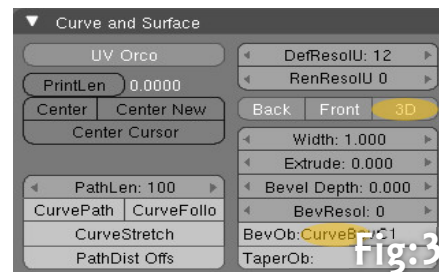 Curve and Surface
UV Orco
PrintLen 0.0000
Center Center New
Center Cursor
PathLen: 100
CurvePath CurveFollo
CurveStretch
PathDist Offs
DefResolU: 12
RenResolU 0
Back Front 3D
Width: 1.000
Extrude: 0.000
Bevel Depth: 0.000
BevResol: 0
BevOb:
TaperOb:
Fig:3